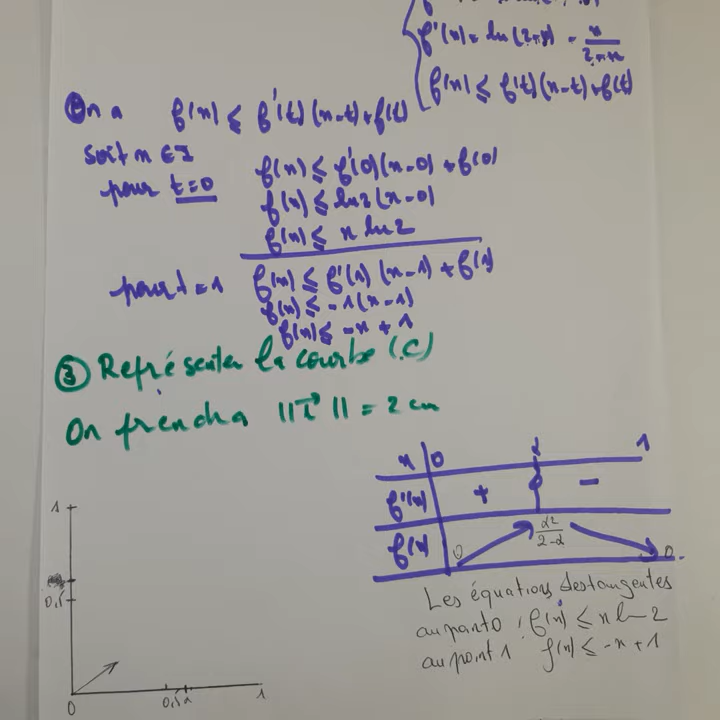 f'(x) = ln(2-x) - x/(2-x)
f(x) ≤ f'(t)(x-t)+f(t)
On a f(x) ≤ f'(t)(x-t)+f(t)
soit x ∈ I
pour t=0 f(x) ≤ f'(0)(x-0)+f(0)
f(x) ≤ ln2(x-0)
f(x) ≤ x ln2
pour t=1 f(x) ≤ f'(1)(x-1)+f(1)
f(x) ≤ -1(x-1)
f(x) ≤ -x+1
③ Représenter la courbe (C)
On prendra ||i⃗|| = 2 cm
x 0 α 1
f'(x) + 0 -
f(x) 0 α²/(2-α) 0
Les équations des tangentes
au point 0 : f(x) ≤ x ln 2
au point 1 f(x) ≤ -x+1
1
0,5
0 0,5 α 1